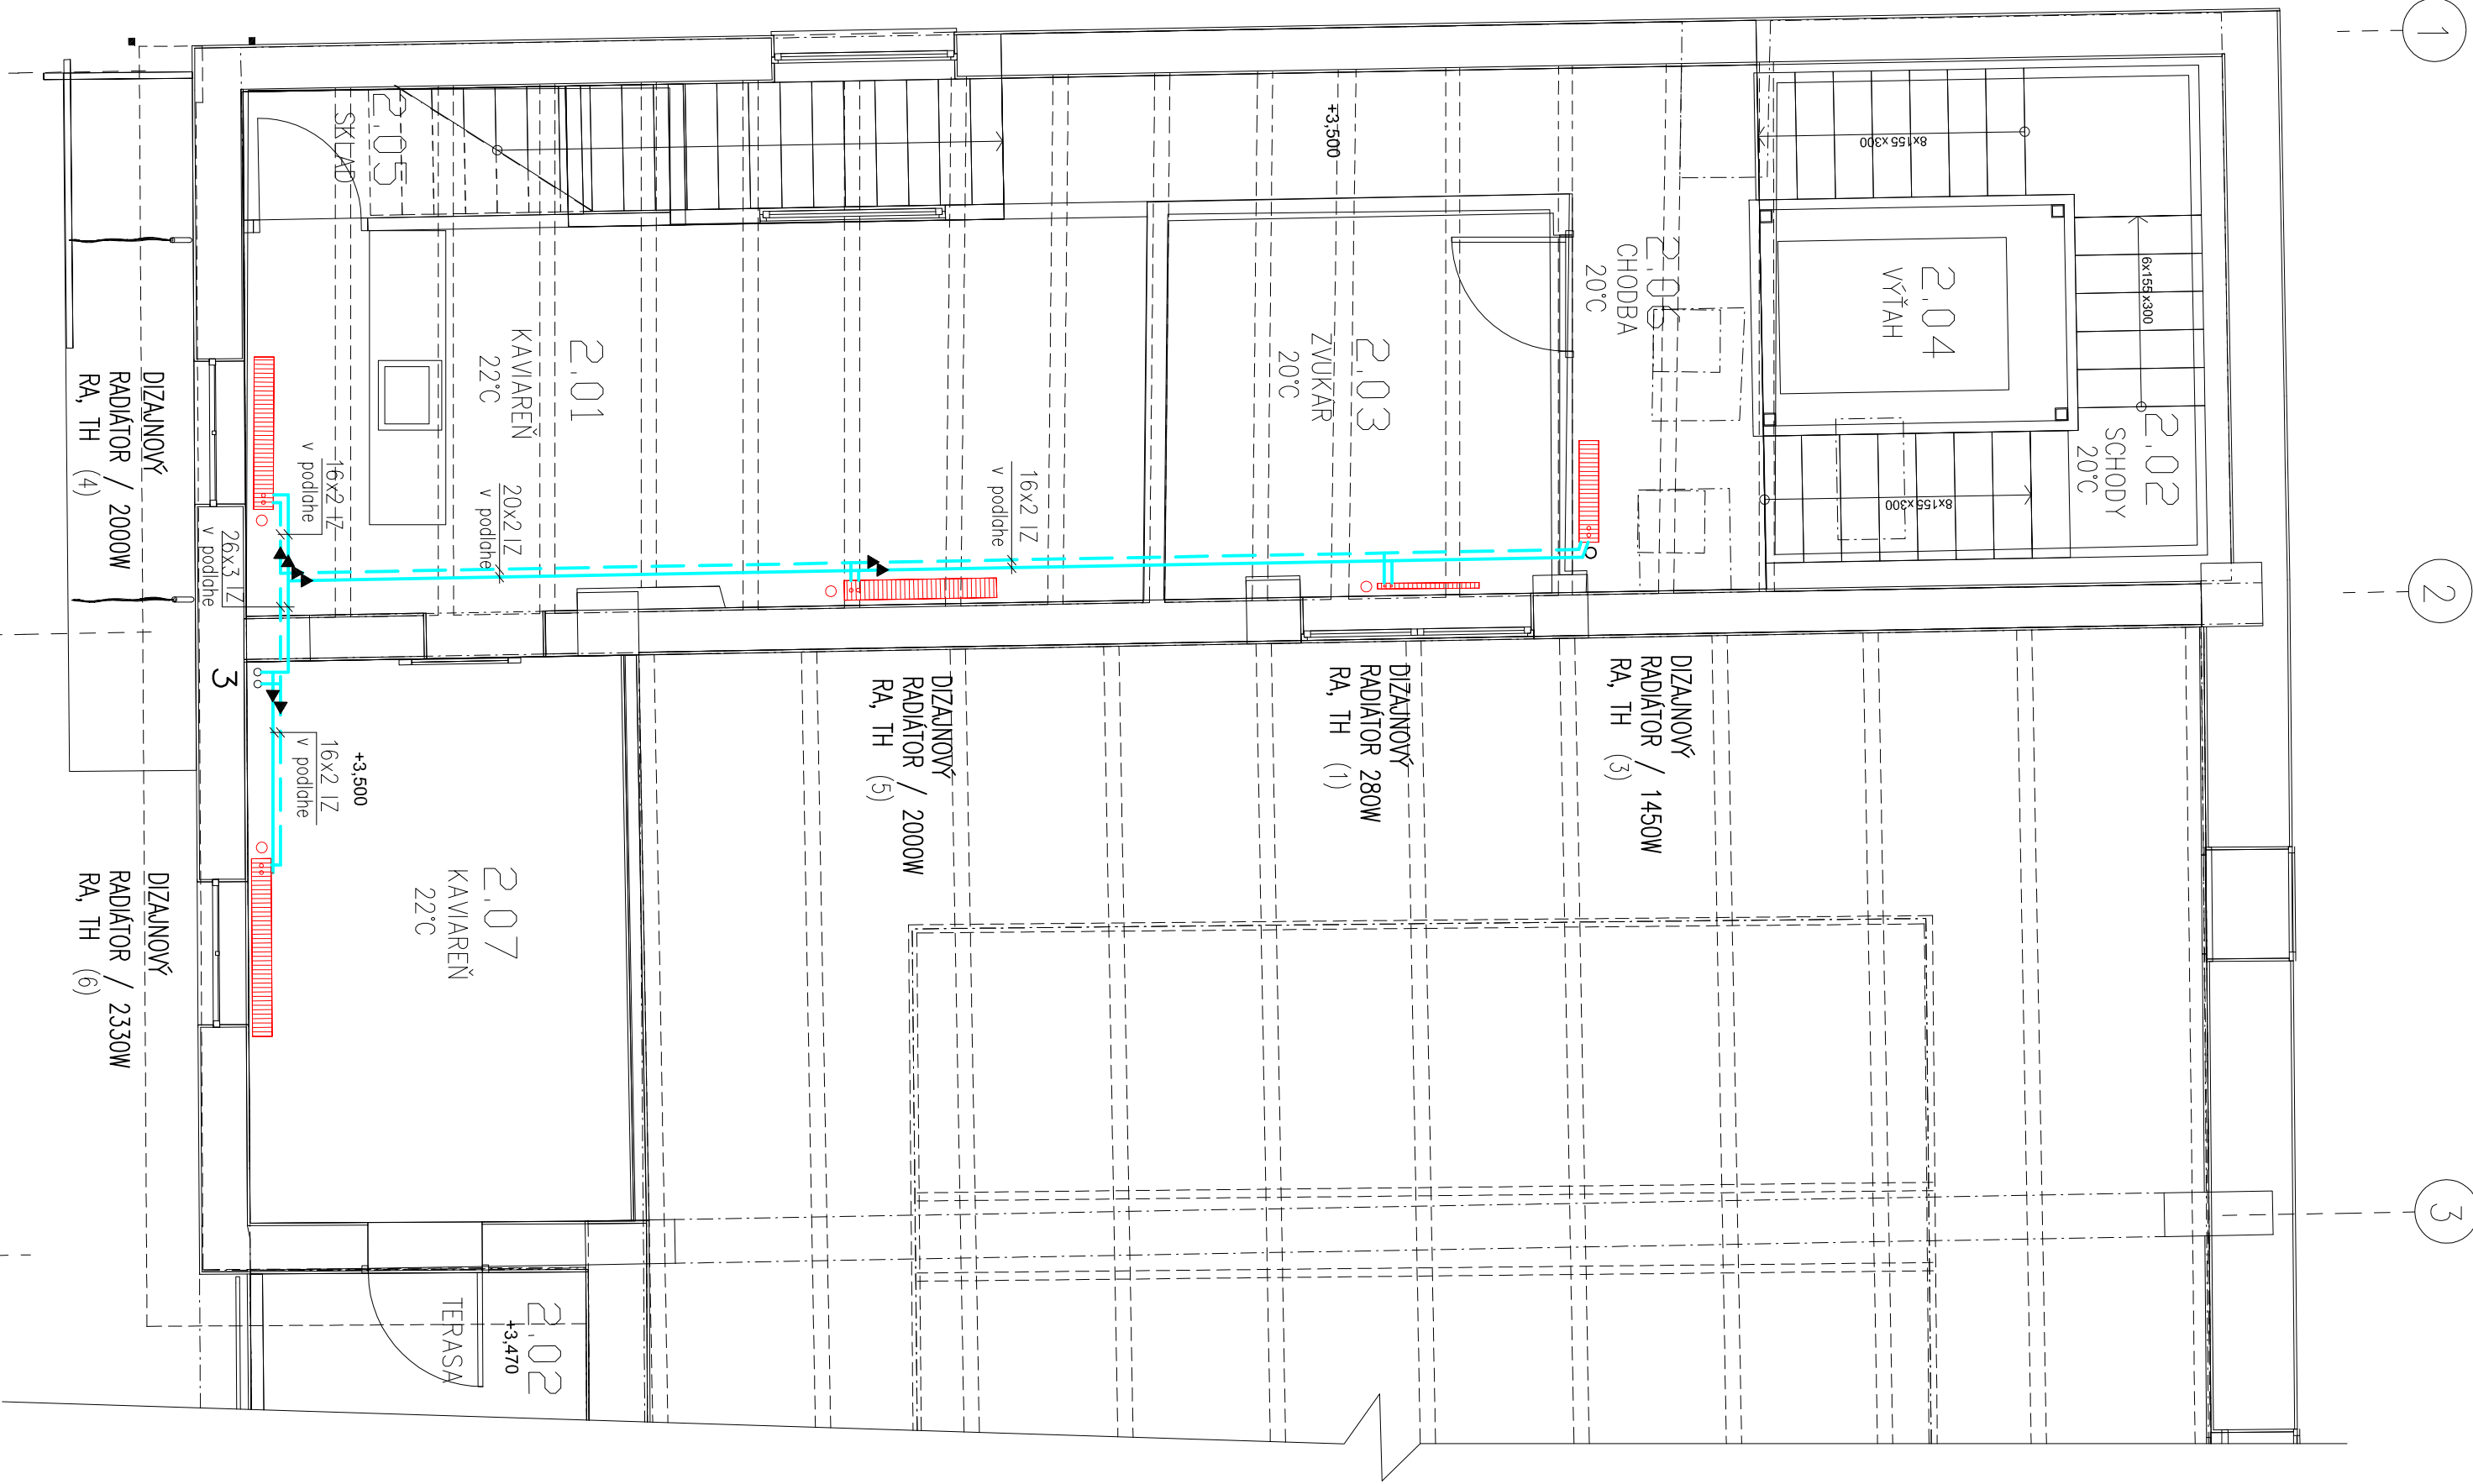 1
2
3
2.05
SKLAD
+3,500
8x155x300
6x155x300
8x155x300
2.04
VÝŤAH
2.06
CHODBA
20°C
2.02
SCHODY
20°C
2.01
KAVIAREŇ
22°C
2.03
ZVUKÁR
20°C
DIZAJNOVÝ
RADIÁTOR / 2000W
RA, TH (4)
16x2 IZ
v podlahe
20x2 IZ
v podlahe
16x2 IZ
v podlahe
26x3 IZ
v podlahe
3
16x2 IZ
v podlahe
+3,500
DIZAJNOVÝ
RADIÁTOR / 2000W
RA, TH (5)
DIZAJNOVÝ
RADIÁTOR 280W
RA, TH (1)
DIZAJNOVÝ
RADIÁTOR / 1450W
RA, TH (3)
DIZAJNOVÝ
RADIÁTOR / 2330W
RA, TH (6)
2.07
KAVIAREŇ
22°C
2.02
+3,470
TERASA